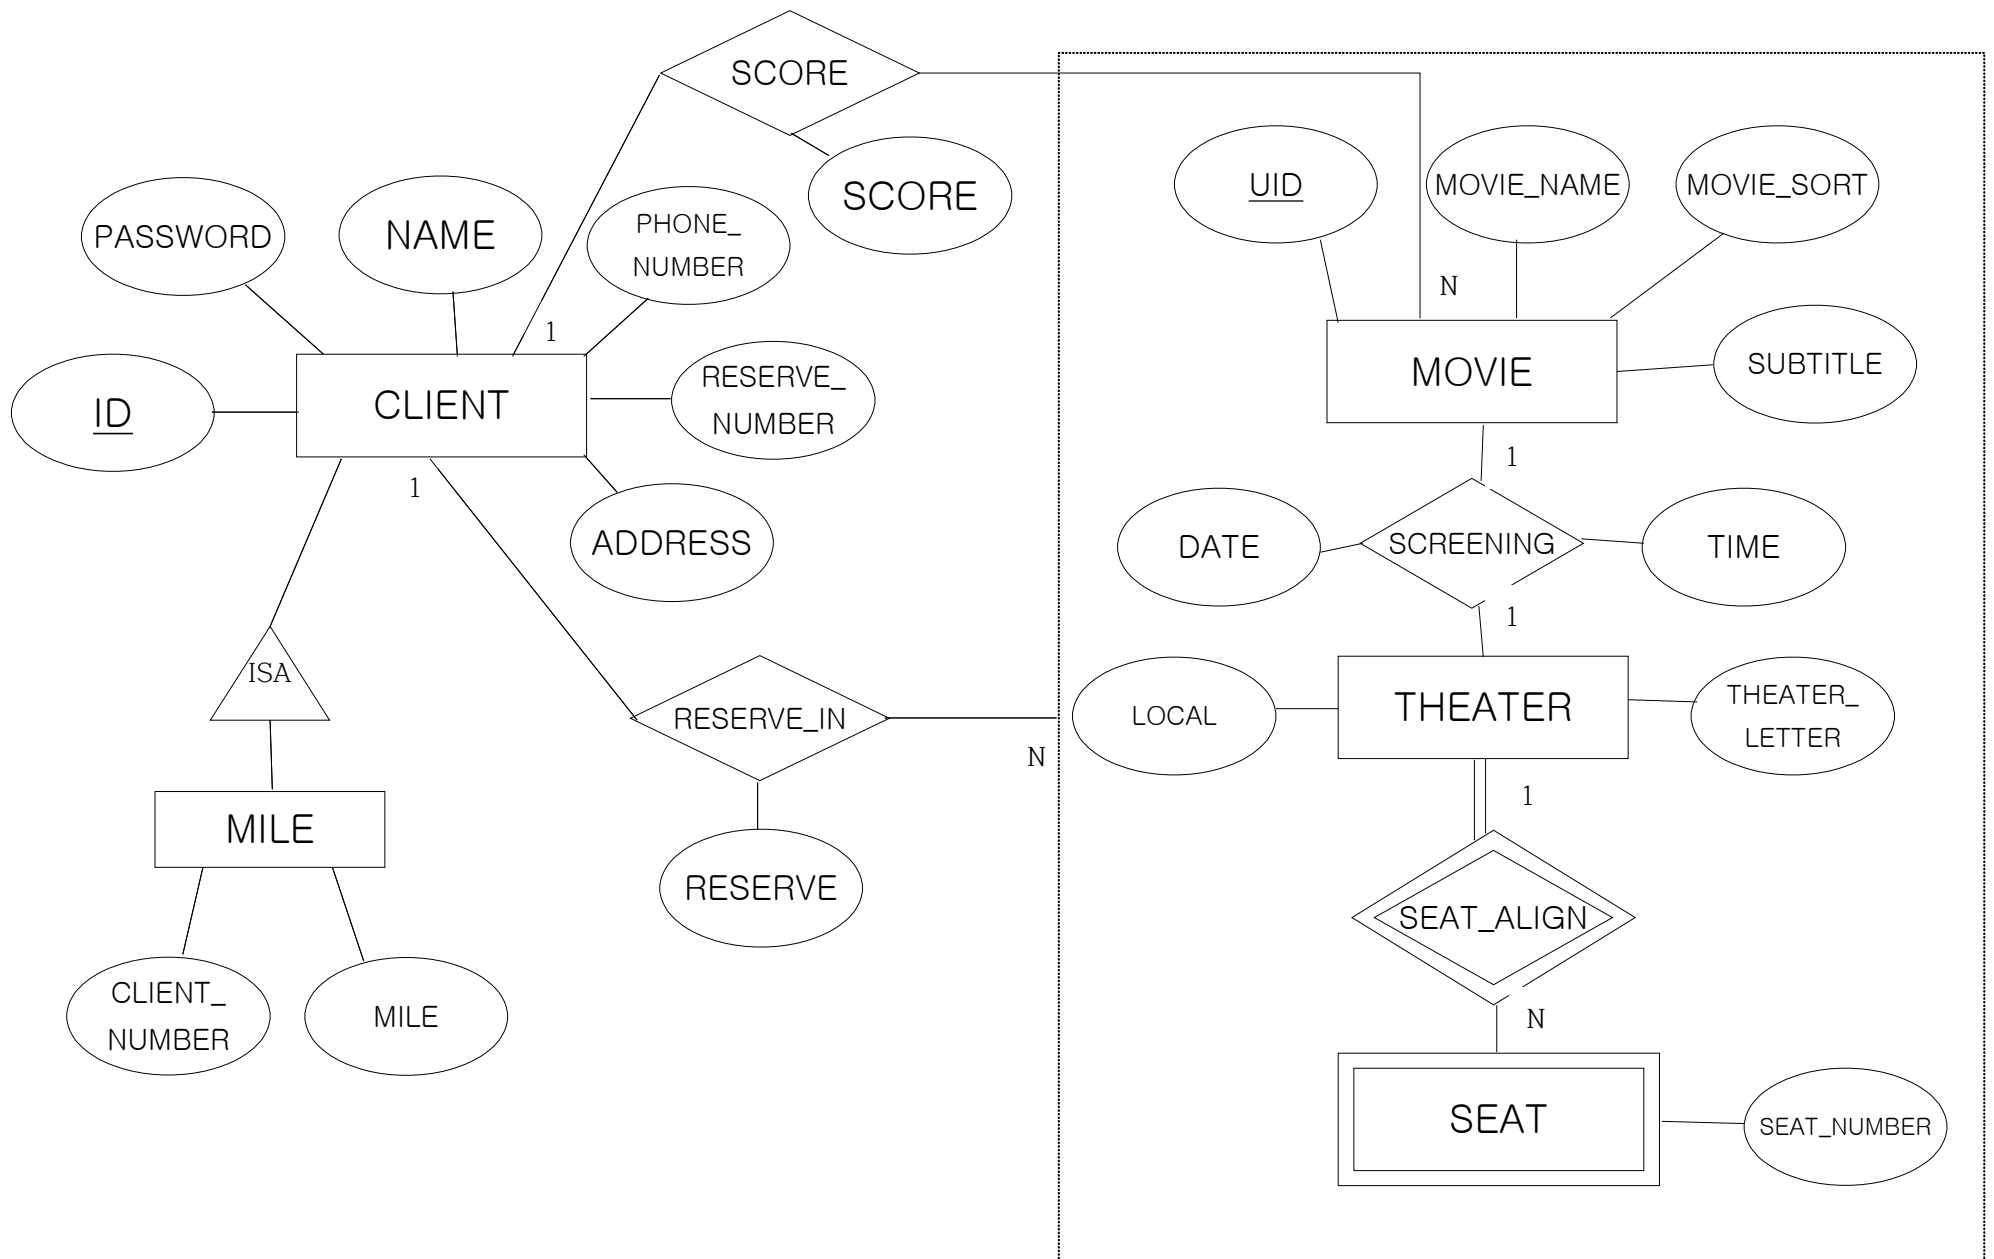 SCORE
SCORE
UID
MOVIE_NAME
MOVIE_SORT
PASSWORD
NAME
PHONE_
NUMBER
N
1
ID
CLIENT
RESERVE_
NUMBER
MOVIE
SUBTITLE
1
1
ADDRESS
DATE
SCREENING
TIME
1
ISA
RESERVE_IN
N
LOCAL
THEATER
THEATER_
LETTER
1
MILE
RESERVE
SEAT_ALIGN
CLIENT_
NUMBER
MILE
N
SEAT
SEAT_NUMBER